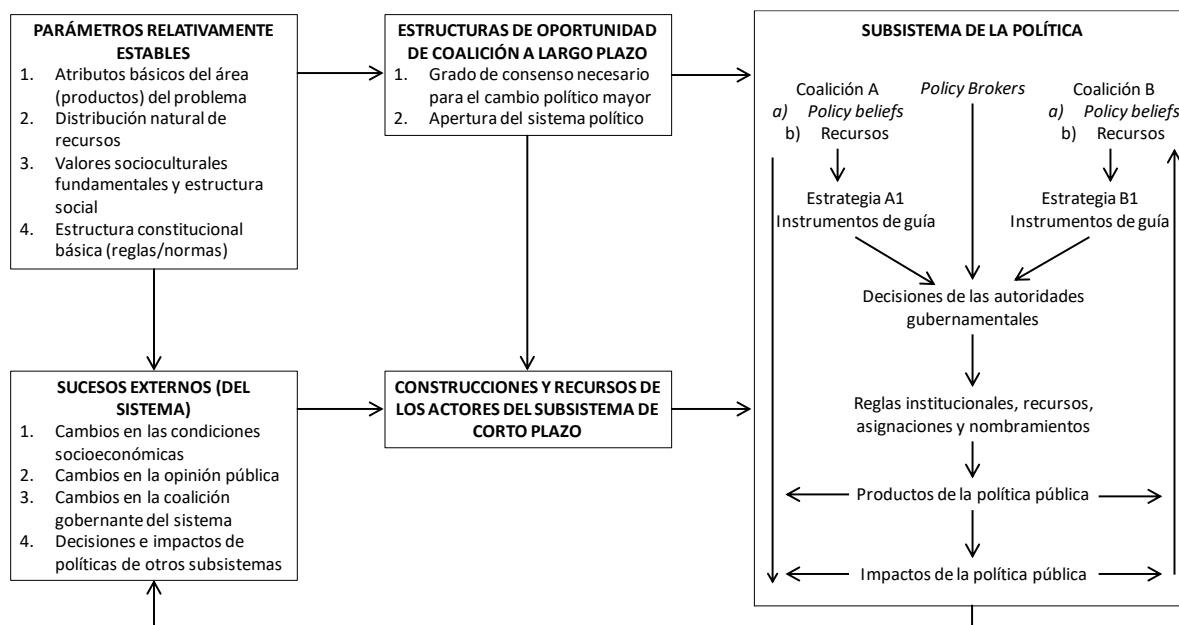 PARÁMETROS RELATIVAMENTE
ESTABLES
1. Atributos básicos del área
(productos) del problema
2. Distribución natural de
recursos
3. Valores socioculturales
fundamentales y estructura
social
4. Estructura constitucional
básica (reglas/normas)
ESTRUCTURAS DE OPORTUNIDAD
DE COALICIÓN A LARGO PLAZO
1. Grado de consenso necesario
para el cambio político mayor
2. Apertura del sistema político
SUBSISTEMA DE LA POLÍTICA
Coalición A
a) Policy beliefs
b) Recursos
Policy Brokers
Coalición B
a) Policy beliefs
b) Recursos
Estrategia A1
Instrumentos de guía
Estrategia B1
Instrumentos de guía
Decisiones de las autoridades
gubernamentales
Reglas institucionales, recursos,
asignaciones y nombramientos
Productos de la política pública
Impactos de la política pública
SUCESOS EXTERNOS (DEL
SISTEMA)
1. Cambios en las condiciones
socioeconómicas
2. Cambios en la opinión pública
3. Cambios en la coalición
gobernante del sistema
4. Decisiones e impactos de
políticas de otros subsistemas
CONSTRUCCIONES Y RECURSOS DE
LOS ACTORES DEL SUBSISTEMA DE
CORTO PLAZO